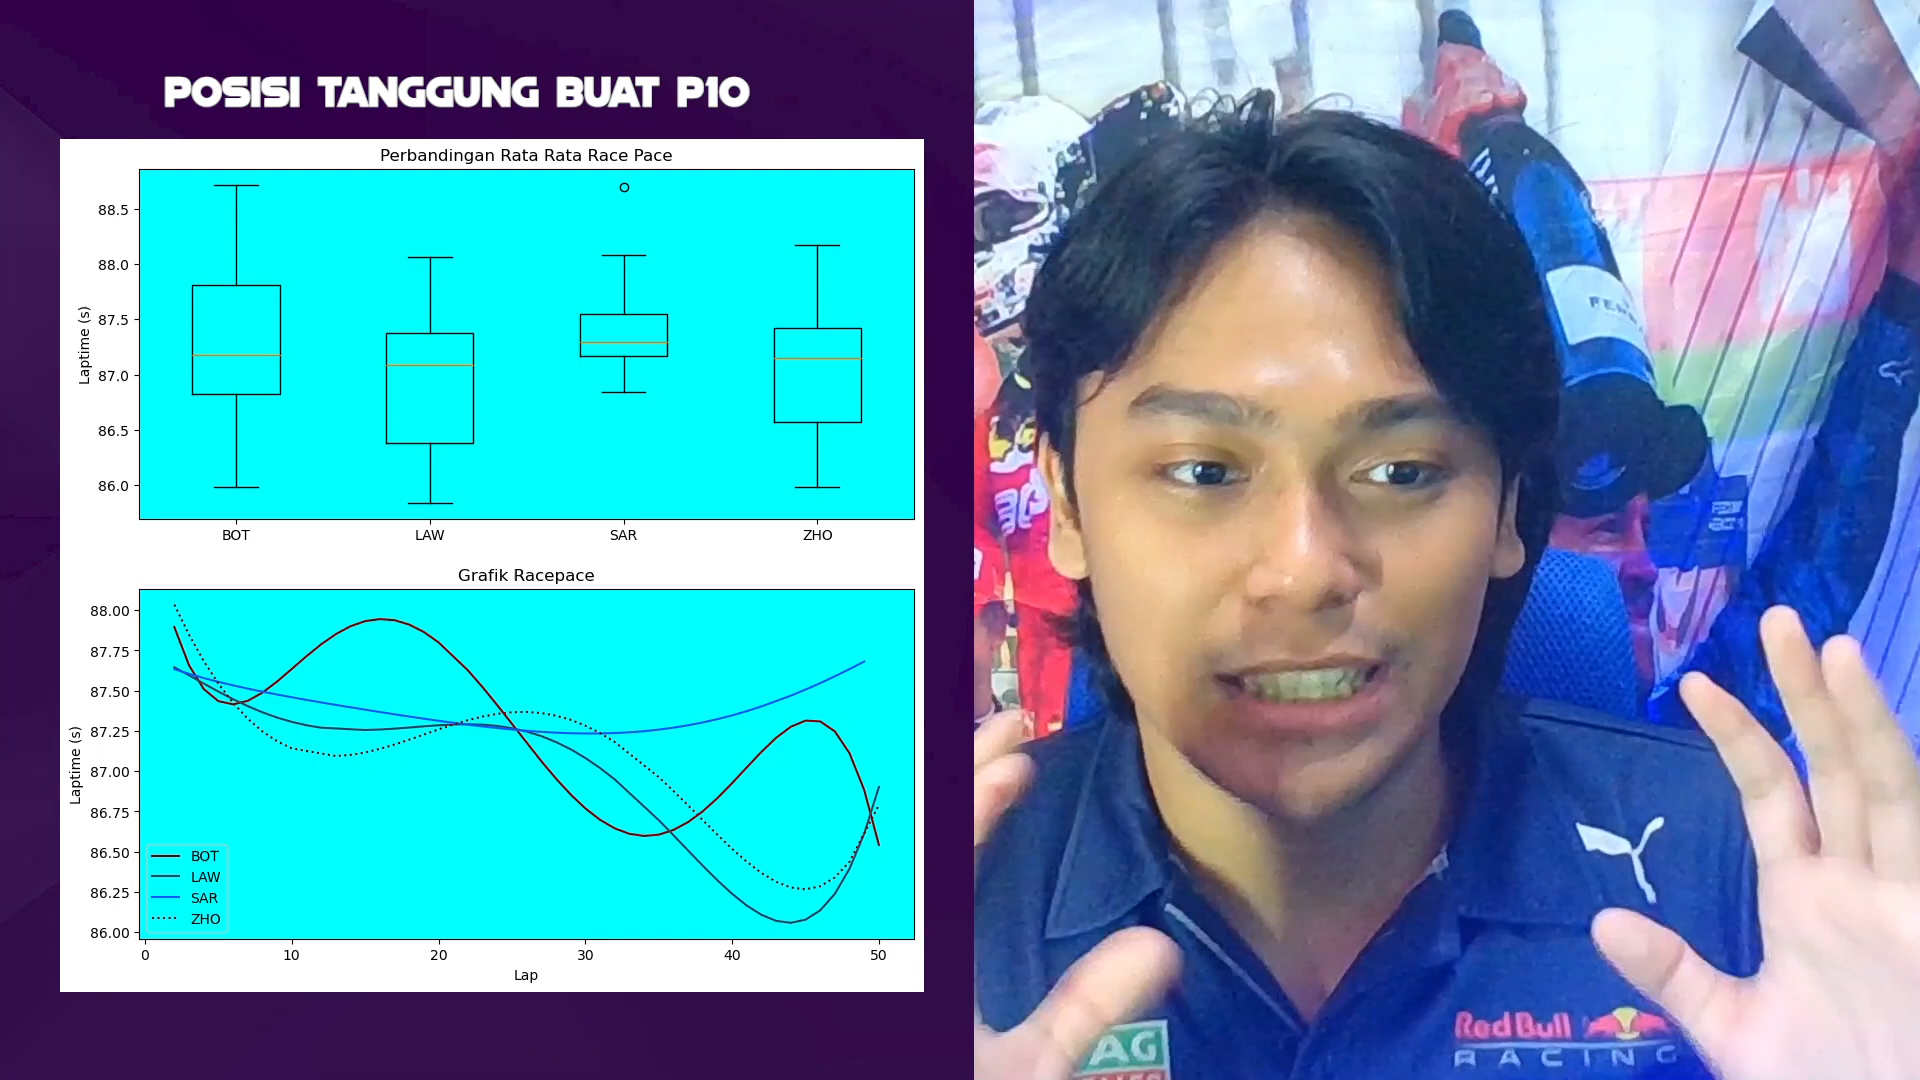 POSISI TANGGUNG BUAT P10
Perbandingan Rata Rata Race Pace
Laptime (s)
88.5
88.0
87.5
87.0
86.5
86.0
BOT LAW SAR ZHO
Grafik Racepace
Laptime (s)
88.00
87.75
87.50
87.25
87.00
86.75
86.50
86.25
86.00
BOT
LAW
SAR
ZHO
0 10 20 30 40 50
Lap
AG
Red Bull
RACING